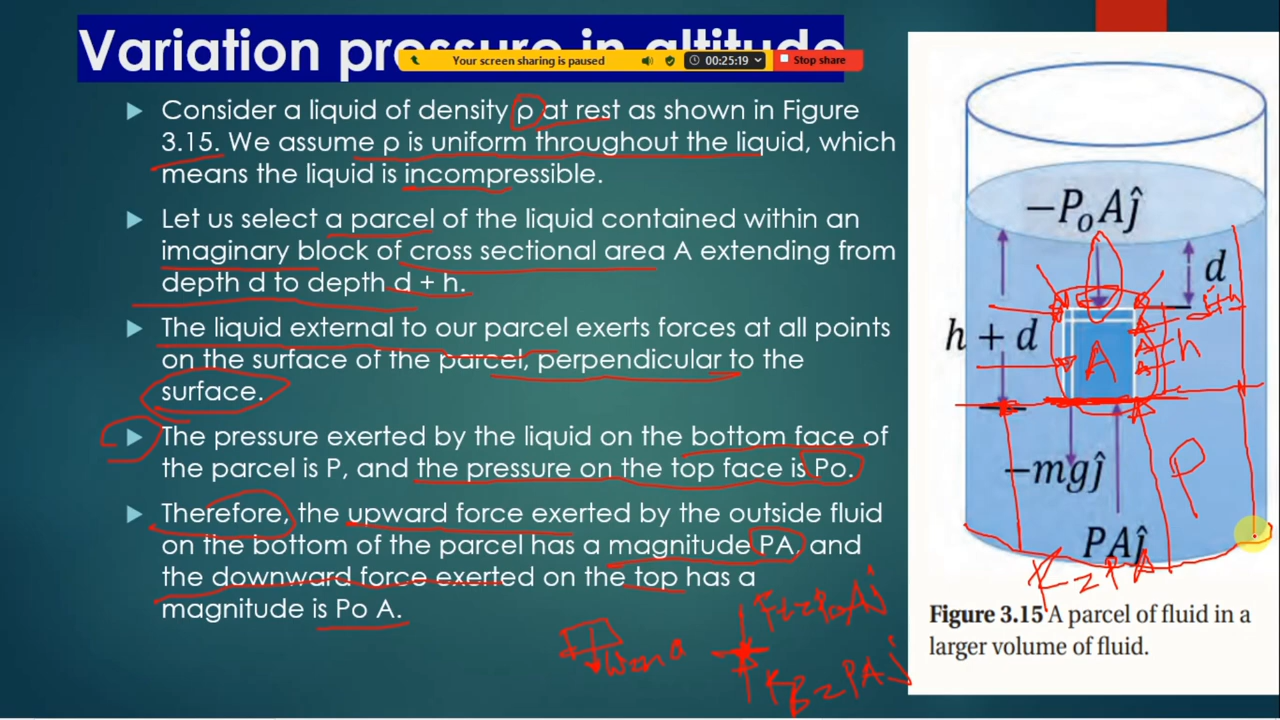 Variation pressure in altitude
Your screen sharing is paused
00:25:19
Stop share
Consider a liquid of density ρ at rest as shown in Figure
3.15. We assume ρ is uniform throughout the liquid, which
means the liquid is incompressible.
Let us select a parcel of the liquid contained within an
imaginary block of cross sectional area A extending from
depth d to depth d + h.
The liquid external to our parcel exerts forces at all points
on the surface of the parcel, perpendicular to the
surface.
The pressure exerted by the liquid on the bottom face of
the parcel is P, and the pressure on the top face is Po.
Therefore, the upward force exerted by the outside fluid
on the bottom of the parcel has a magnitude PA, and
the downward force exerted on the top has a
magnitude is Po A.
−PₒAĵ
d
h + d
h
A
−mgĵ
P
PAĵ
Figure 3.15 A parcel of fluid in a
larger volume of fluid.